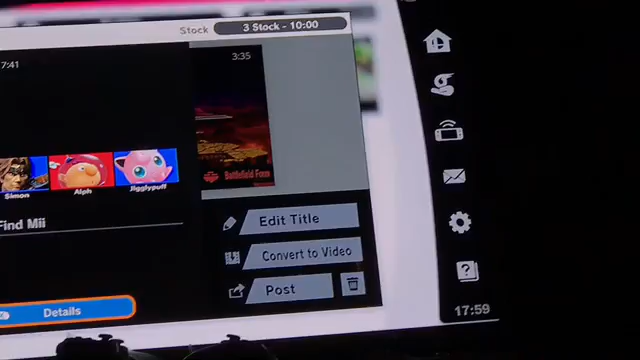 Stock 3 Stock - 10:00
7:41
3:35
Battlefield Form
Simon Alph Jigglypuff
Find Mii
Edit Title
Convert to Video
Post
Details
17:59